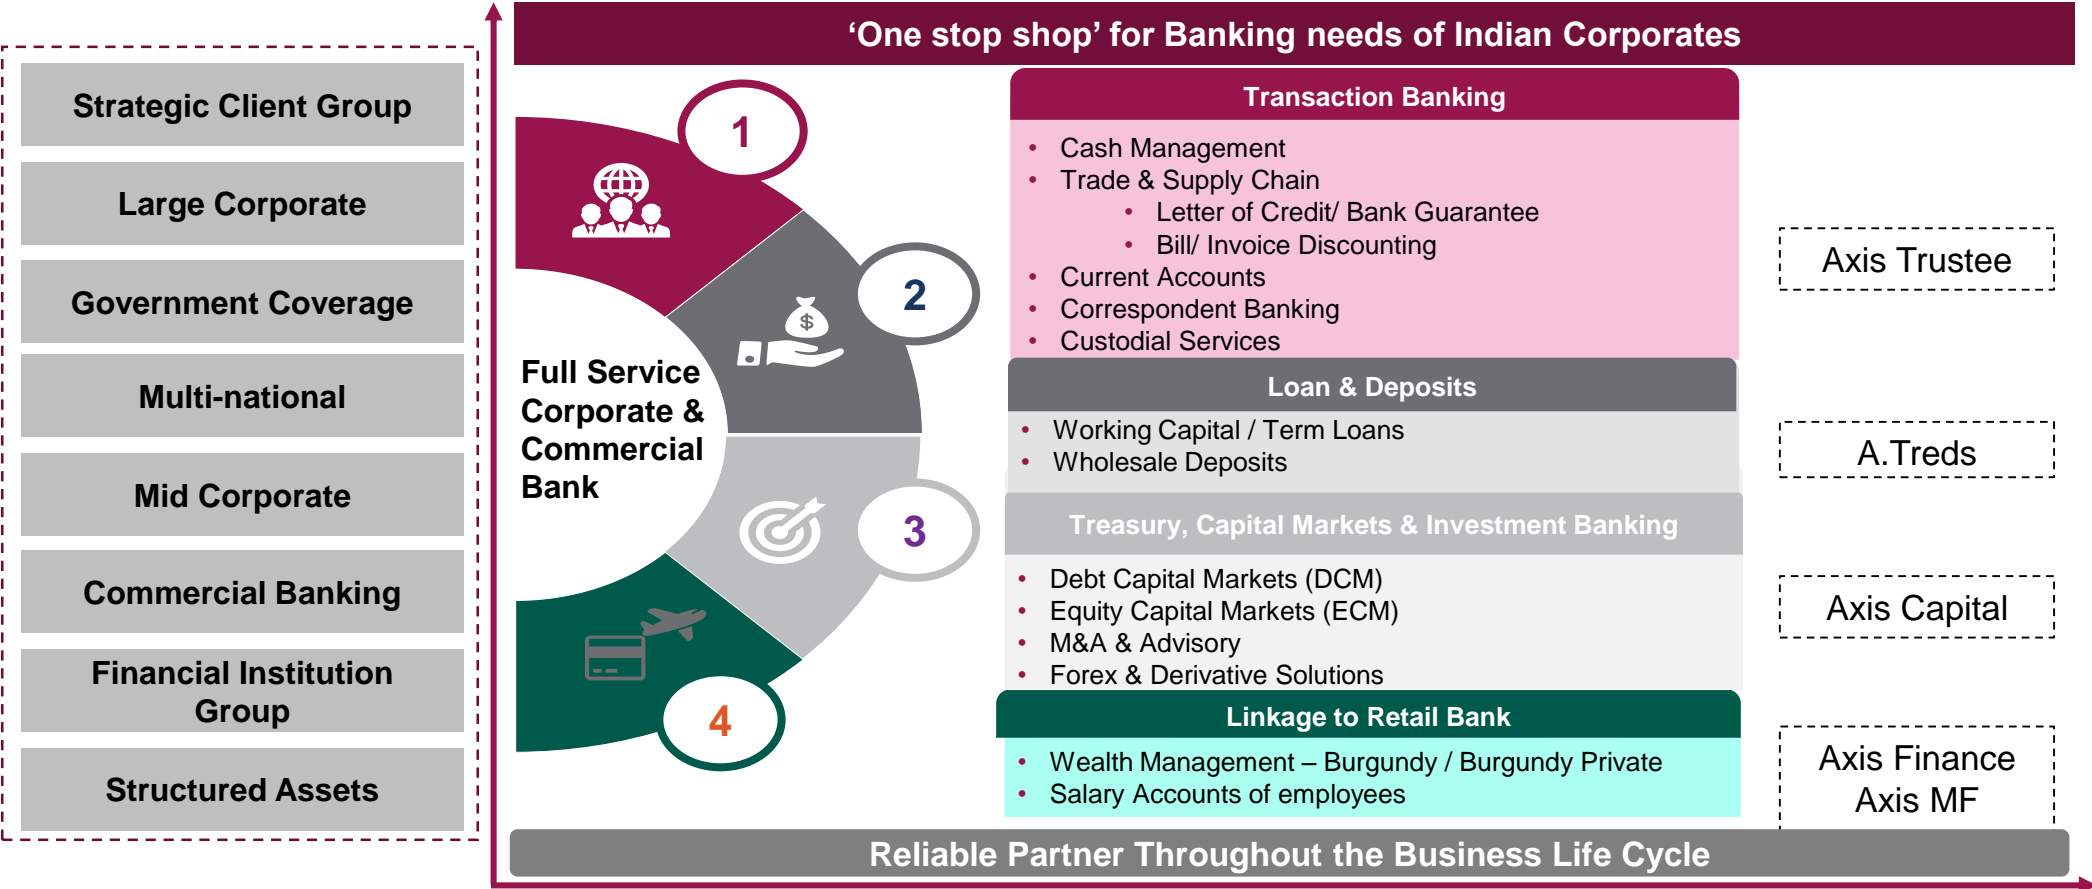 ‘One stop shop’ for Banking needs of Indian Corporates
Strategic Client Group
Large Corporate
Government Coverage
Multi-national
Mid Corporate
Commercial Banking
Financial Institution
Group
Structured Assets
Full Service
Corporate &
Commercial
Bank
1
2
$
3
4
Transaction Banking
• Cash Management
• Trade & Supply Chain
• Letter of Credit/ Bank Guarantee
• Bill/ Invoice Discounting
• Current Accounts
• Correspondent Banking
• Custodial Services
Loan & Deposits
• Working Capital / Term Loans
• Wholesale Deposits
Treasury, Capital Markets & Investment Banking
• Debt Capital Markets (DCM)
• Equity Capital Markets (ECM)
• M&A & Advisory
• Forex & Derivative Solutions
Linkage to Retail Bank
• Wealth Management – Burgundy / Burgundy Private
• Salary Accounts of employees
Axis Trustee
A.Treds
Axis Capital
Axis Finance
Axis MF
Reliable Partner Throughout the Business Life Cycle